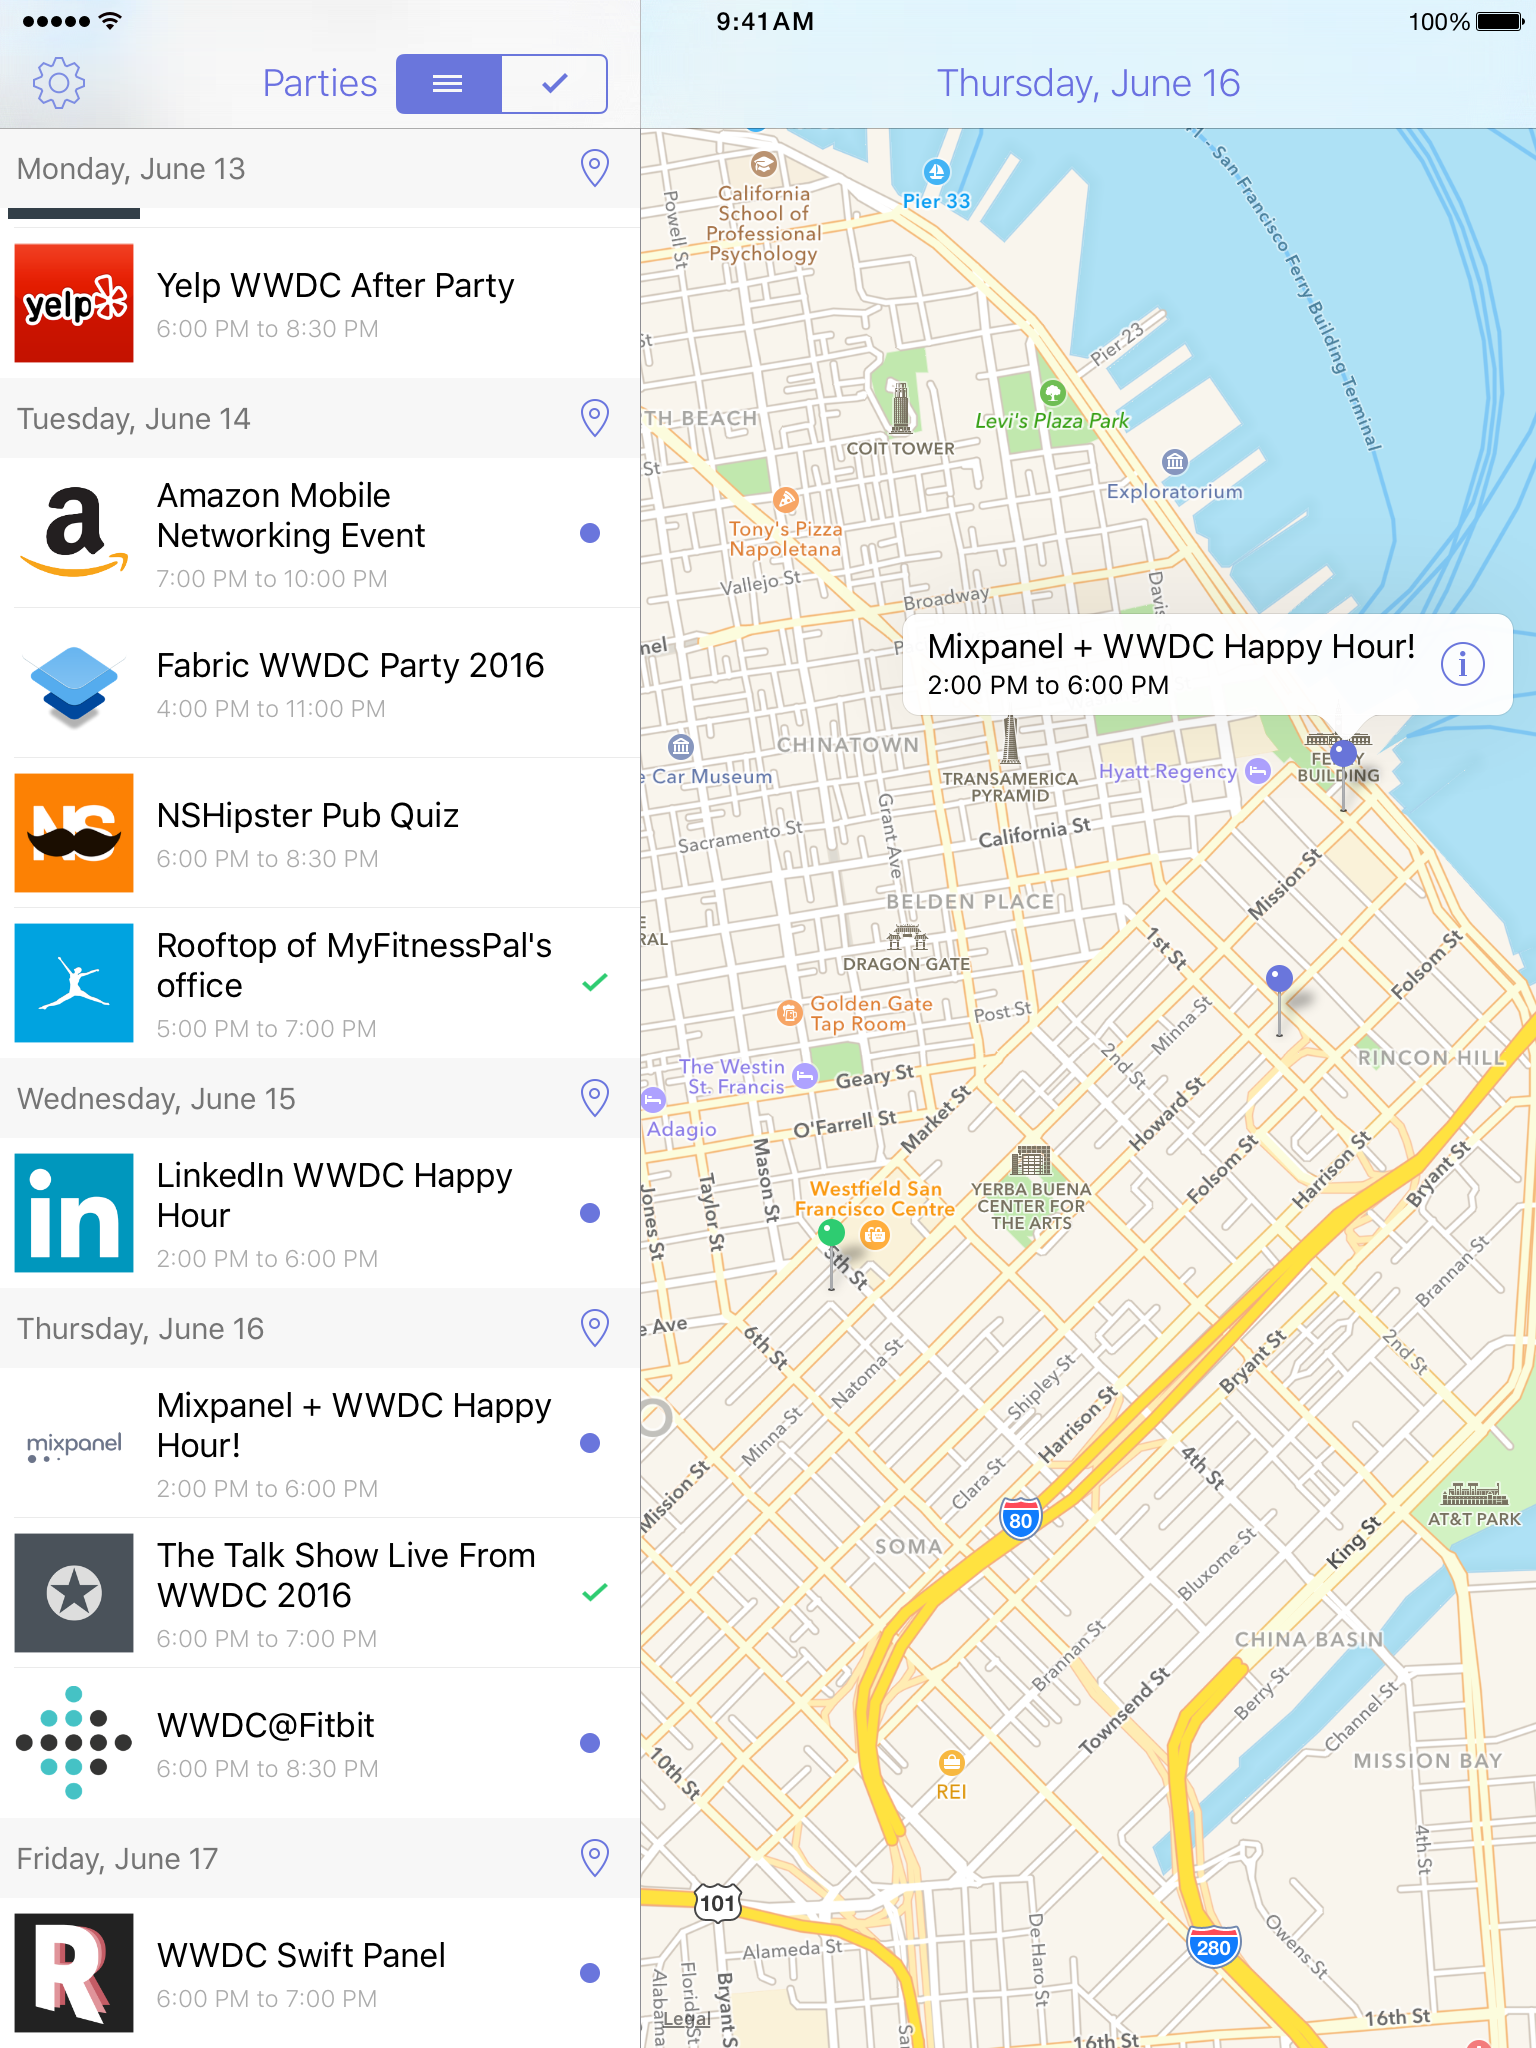 9:41AM
100%
Parties
Thursday, June 16
Monday, June 13
yelp
Yelp WWDC After Party
6:00 PM to 8:30 PM
Tuesday, June 14
a
Amazon Mobile
Networking Event
7:00 PM to 10:00 PM
Fabric WWDC Party 2016
4:00 PM to 11:00 PM
NS
NSHipster Pub Quiz
6:00 PM to 8:30 PM
Rooftop of MyFitnessPal's
office
5:00 PM to 7:00 PM
Wednesday, June 15
in
LinkedIn WWDC Happy
Hour
2:00 PM to 6:00 PM
Thursday, June 16
mixpanel
Mixpanel + WWDC Happy
Hour!
2:00 PM to 6:00 PM
The Talk Show Live From
WWDC 2016
6:00 PM to 7:00 PM
WWDC@Fitbit
6:00 PM to 8:30 PM
Friday, June 17
R
WWDC Swift Panel
6:00 PM to 7:00 PM
Powell St
California
School of
Professional
Psychology
Pier 33
San Francisco Ferry Building Terminal
Pier 23
TH BEACH
COIT TOWER
Levi's Plaza Park
St
Exploratorium
Tony's Pizza
Napoletana
Vallejo St
Broadway
Davis
nel
Mixpanel + WWDC Happy Hour!
2:00 PM to 6:00 PM
CHINATOWN
e Car Museum
TRANSAMERICA
PYRAMID
Hyatt Regency
FERRY
BUILDING
Sacramento St
Grant Ave
California St
Mission St
BELDEN PLACE
RAL
DRAGON GATE
1st St
Folsom St
Golden Gate
Tap Room
Post St
Minna St
RINCON HILL
The Westin
St. Francis
Geary St
2nd St
Adagio
O'Farrell St
Market St
Howard St
Mason St
Taylor St
Jones St
Folsom St
Harrison St
Bryant St
Westfield San
Francisco Centre
YERBA BUENA
CENTER FOR
THE ARTS
5th St
Brannan St
e Ave
6th St
Natoma St
Shipley St
Bryant St
2nd St
Minna St
Harrison St
Mission St
Clara St
4th St
80
AT&T PARK
SOMA
King St
Bluxome St
CHINA BASIN
Brannan St
Townsend St
Berry St
Channel St
10th St
REI
MISSION BAY
4th St
101
Alameda St
De Haro St
280
Owens St
Alabama
Florida St
Bryant S
Legal
Sa
16th St
16th St